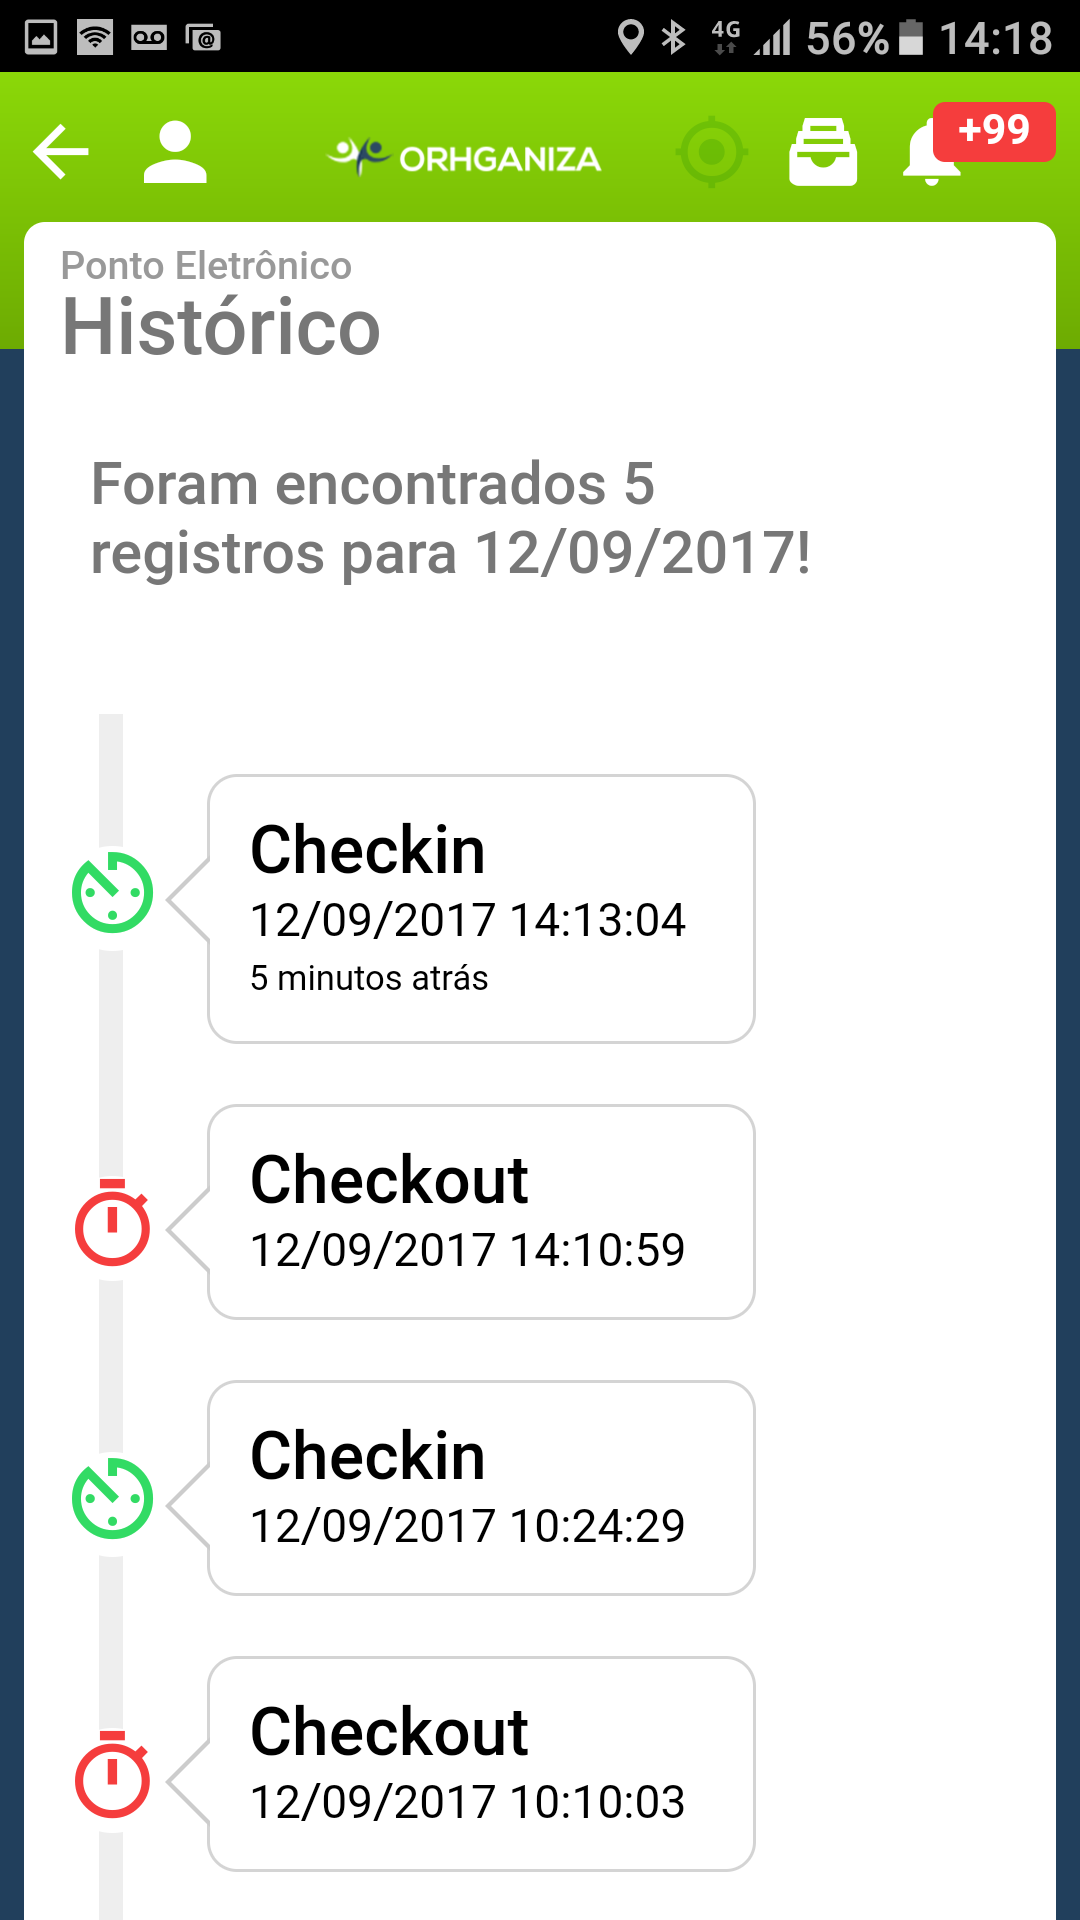 4G 56% 14:18
ORHGANIZA +99
Ponto Eletrônico
Histórico
Foram encontrados 5
registros para 12/09/2017!
Checkin
12/09/2017 14:13:04
5 minutos atrás
Checkout
12/09/2017 14:10:59
Checkin
12/09/2017 10:24:29
Checkout
12/09/2017 10:10:03